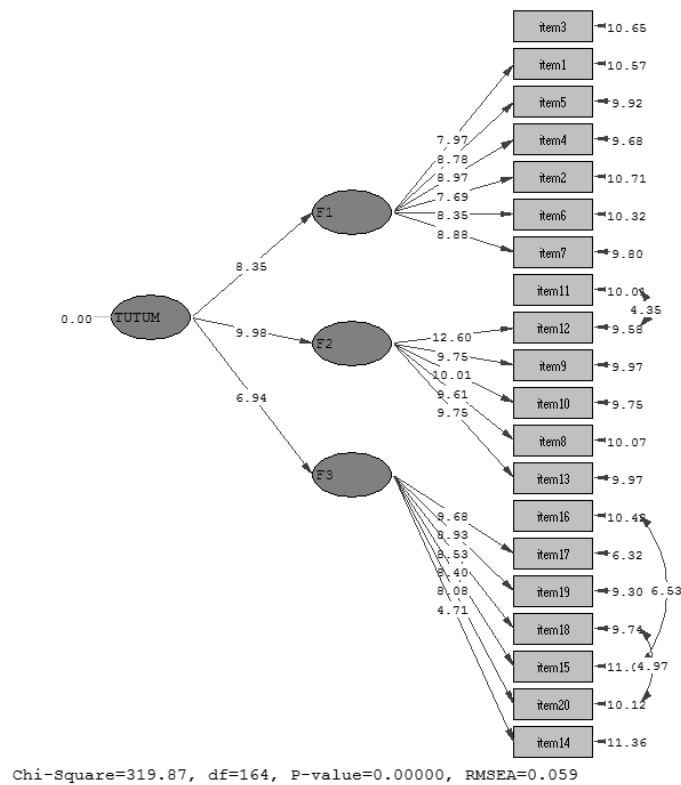 item3 10.65
item1 10.57
item5 9.92
7.97
item4 9.68
8.78
8.97
item2 10.71
7.69
F1 8.35 item6 10.32
8.88
item7 9.80
8.35
item11
4.35
0.00 TUTUM
item12 9.58
9.98 12.60
F2
9.75 item9 9.97
10.01
6.94 9.61 item10 9.75
9.75
item8 10.07
F3 item13 9.97
9.68 item16
8.93
8.53 item17 6.32
8.40
8.08 item19 9.30 6.53
4.71
item18 9.74
item15 4.97
item20 10.12
item14 11.36
Chi-Square=319.87, df=164, P-value=0.00000, RMSEA=0.059